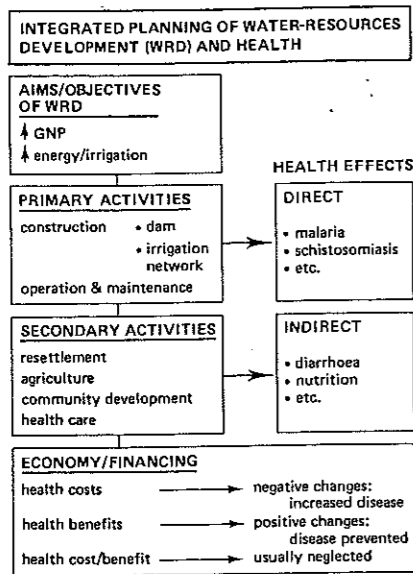 INTEGRATED PLANNING OF WATER-RESOURCES
DEVELOPMENT (WRD) AND HEALTH
AIMS/OBJECTIVES
OF WRD
↑ GNP
↑ energy/irrigation
HEALTH EFFECTS
PRIMARY ACTIVITIES
construction • dam
• irrigation
network
operation & maintenance
DIRECT
• malaria
• schistosomiasis
• etc.
SECONDARY ACTIVITIES
resettlement
agriculture
community development
health care
INDIRECT
• diarrhoea
• nutrition
• etc.
ECONOMY/FINANCING
health costs → negative changes:
increased disease
health benefits → positive changes:
disease prevented
health cost/benefit → usually neglected